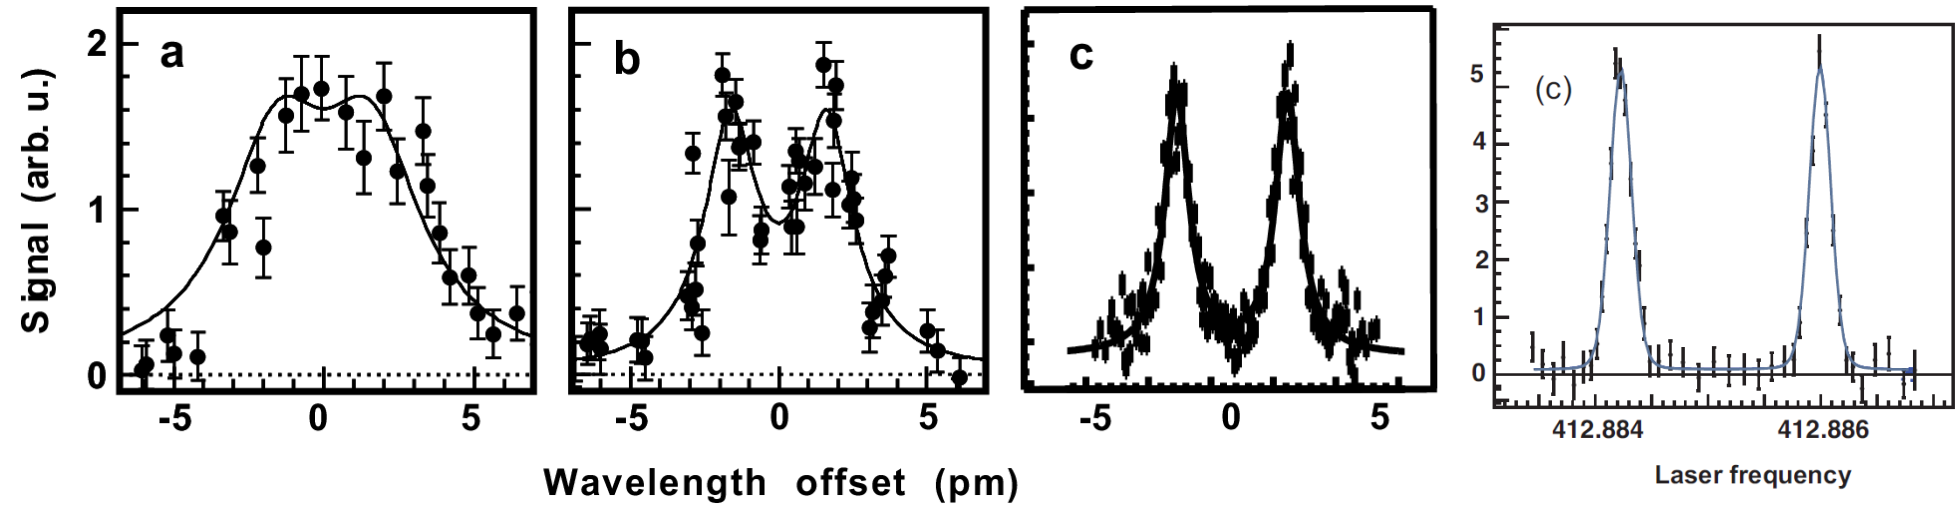 a
b
c
(c)
2
1
0
Signal (arb. u.)
-5 0 5
-5 0 5
-5 0 5
5
4
3
2
1
0
412.884 412.886
Wavelength offset (pm)
Laser frequency